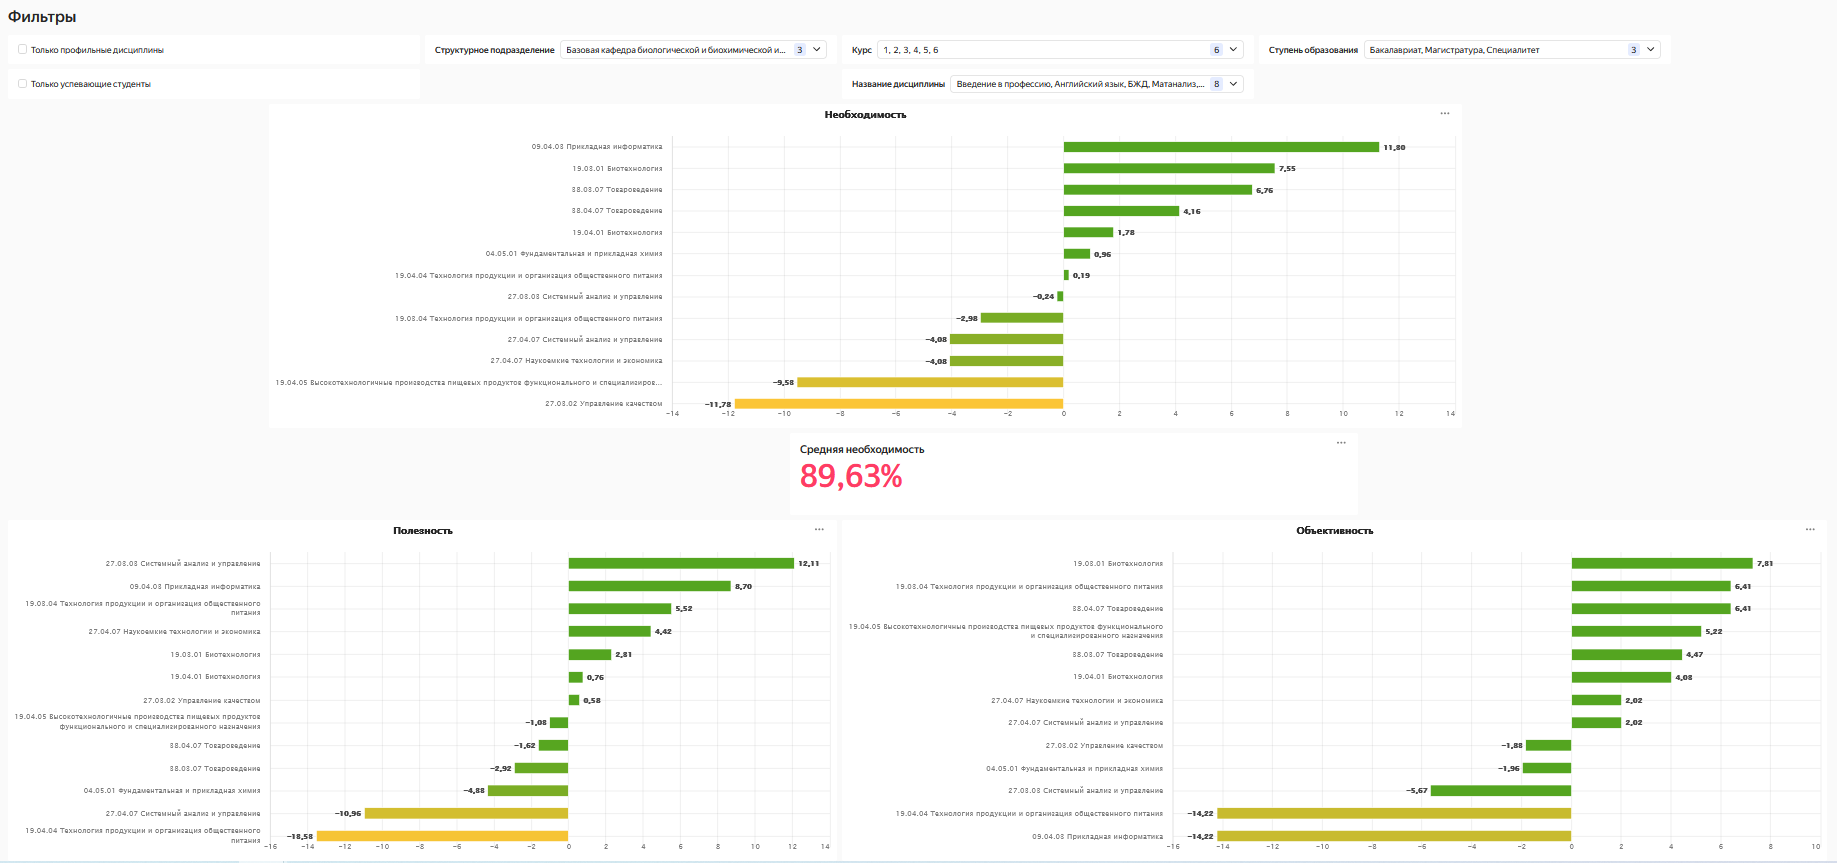 Фильтры
Только профильные дисциплины
Структурное подразделение
Базовая кафедра биологической и биохимической и...
3
Курс
1, 2, 3, 4, 5, 6
6
Ступень образования
Бакалавриат, Магистратура, Специалитет
3
Только успевающие студенты
Название дисциплины
Введение в профессию, Английский язык, БЖД, Матанализ,...
8
Необходимость
09.04.03 Прикладная информатика
11,80
19.03.01 Биотехнология
7,55
38.03.07 Товароведение
6,76
38.04.07 Товароведение
4,16
19.04.01 Биотехнология
1,78
04.05.01 Фундаментальная и прикладная химия
0,96
19.04.04 Технология продукции и организация общественного питания
0,19
27.03.03 Системный анализ и управление
−0,24
19.03.04 Технология продукции и организация общественного питания
−2,98
27.04.07 Системный анализ и управление
−4,08
27.04.07 Наукоемкие технологии и экономика
−4,08
19.04.05 Высокотехнологичные производства пищевых продуктов функционального и специализиров...
−9,58
27.03.02 Управление качеством
−11,78
−14 −12 −10 −8 −6 −4 −2 0 2 4 6 8 10 12 14
Средняя необходимость
89,63%
Полезность
27.03.03 Системный анализ и управление
12,11
09.04.03 Прикладная информатика
8,70
19.03.04 Технология продукции и организация общественного
питания
5,52
27.04.07 Наукоемкие технологии и экономика
4,42
19.03.01 Биотехнология
2,31
19.04.01 Биотехнология
0,76
27.03.02 Управление качеством
0,58
19.04.05 Высокотехнологичные производства пищевых продуктов
функционального и специализированного назначения
−1,08
38.04.07 Товароведение
−1,62
38.03.07 Товароведение
−2,92
04.05.01 Фундаментальная и прикладная химия
−4,38
27.04.07 Системный анализ и управление
−10,96
19.04.04 Технология продукции и организация общественного
питания
−13,58
−16 −14 −12 −10 −8 −6 −4 −2 0 2 4 6 8 10 12 14
Объективность
19.03.01 Биотехнология
7,31
19.03.04 Технология продукции и организация общественного питания
6,41
38.04.07 Товароведение
6,41
19.04.05 Высокотехнологичные производства пищевых продуктов функционального
и специализированного назначения
5,22
38.03.07 Товароведение
4,47
19.04.01 Биотехнология
4,03
27.04.07 Наукоемкие технологии и экономика
2,02
27.04.07 Системный анализ и управление
2,02
27.03.02 Управление качеством
−1,88
04.05.01 Фундаментальная и прикладная химия
−1,96
27.03.03 Системный анализ и управление
−5,67
19.04.04 Технология продукции и организация общественного питания
−14,22
09.04.03 Прикладная информатика
−14,22
−16 −14 −12 −10 −8 −6 −4 −2 0 2 4 6 8 10